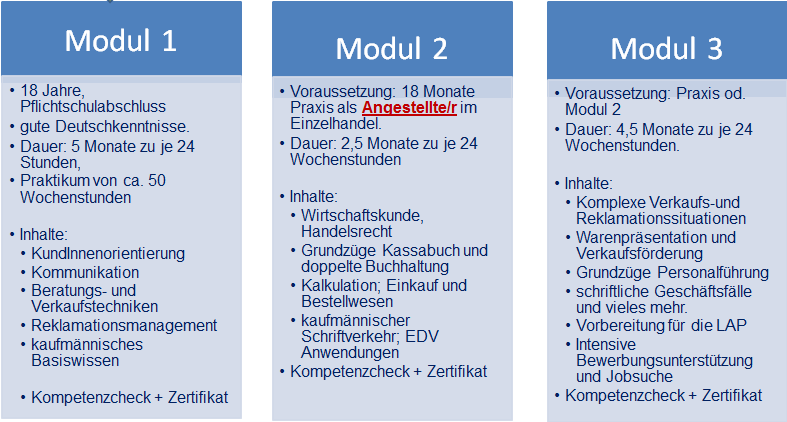 Modul 1
• 18 Jahre,
Pflichtschulabschluss
• gute Deutschkenntnisse.
• Dauer: 5 Monate zu je 24
Stunden,
• Praktikum von ca. 50
Wochenstunden
• Inhalte:
• KundInnenorientierung
• Kommunikation
• Beratungs- und
Verkaufstechniken
• Reklamationsmanagement
• kaufmännisches
Basiswissen
• Kompetenzcheck + Zertifikat
Modul 2
• Voraussetzung: 18 Monate
Praxis als Angestellte/r im
Einzelhandel.
• Dauer: 2,5 Monate zu je 24
Wochenstunden
• Inhalte:
• Wirtschaftskunde,
Handelsrecht
• Grundzüge Kassabuch und
doppelte Buchhaltung
• Kalkulation; Einkauf und
Bestellwesen
• kaufmännischer
Schriftverkehr; EDV
Anwendungen
• Kompetenzcheck + Zertifikat
Modul 3
• Voraussetzung: Praxis od.
Modul 2
• Dauer: 4,5 Monate zu je 24
Wochenstunden.
• Inhalte:
• Komplexe Verkaufs-und
Reklamationssituationen
• Warenpräsentation und
Verkaufsförderung
• Grundzüge Personalführung
• schriftliche Geschäftsfälle
und vieles mehr.
• Vorbereitung für die LAP
• Intensive
Bewerbungsunterstützung
und Jobsuche
• Kompetenzcheck + Zertifikat